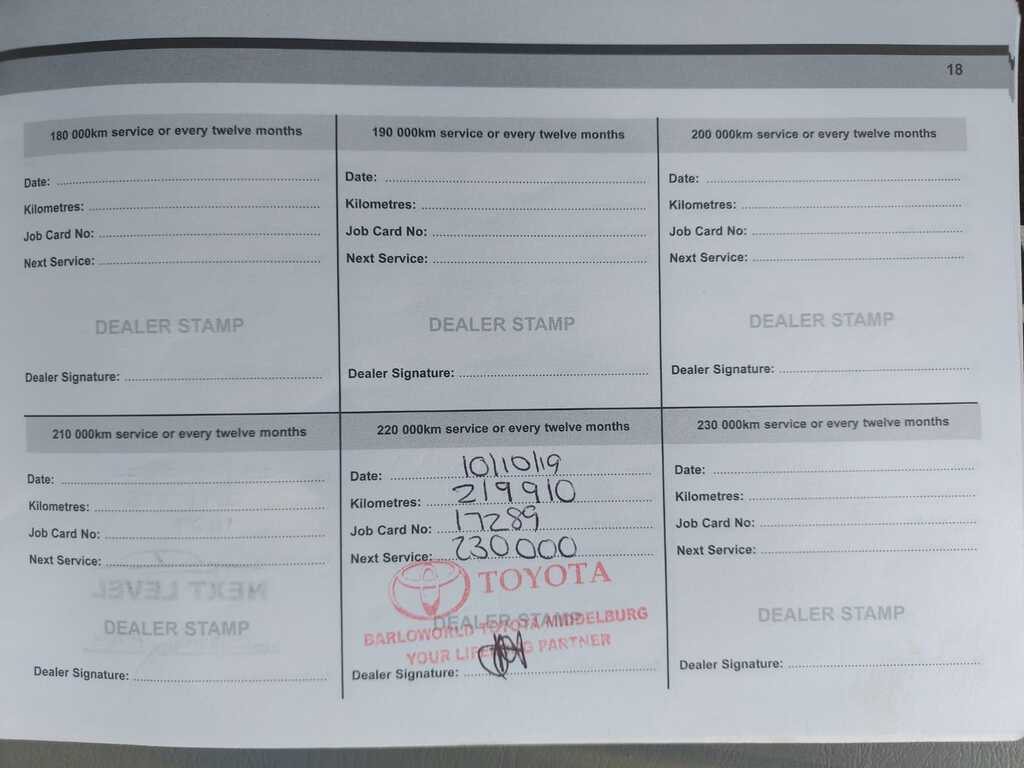 18
180 000km service or every twelve months
Date:
Kilometres:
Job Card No:
Next Service:
DEALER STAMP
Dealer Signature:
190 000km service or every twelve months
Date:
Kilometres:
Job Card No:
Next Service:
DEALER STAMP
Dealer Signature:
200 000km service or every twelve months
Date:
Kilometres:
Job Card No:
Next Service:
DEALER STAMP
Dealer Signature:
210 000km service or every twelve months
Date:
Kilometres:
Job Card No:
Next Service:
NEXT LEVEL
DEALER STAMP
Dealer Signature:
220 000km service or every twelve months
Date: 10/10/19
Kilometres: 219910
Job Card No: 17289
Next Service: 230000
TOYOTA
DEALER STAMP
BARLOWORLD TOYOTA MIDDELBURG
YOUR LIFELONG PARTNER
Dealer Signature:
230 000km service or every twelve months
Date:
Kilometres:
Job Card No:
Next Service:
DEALER STAMP
Dealer Signature: